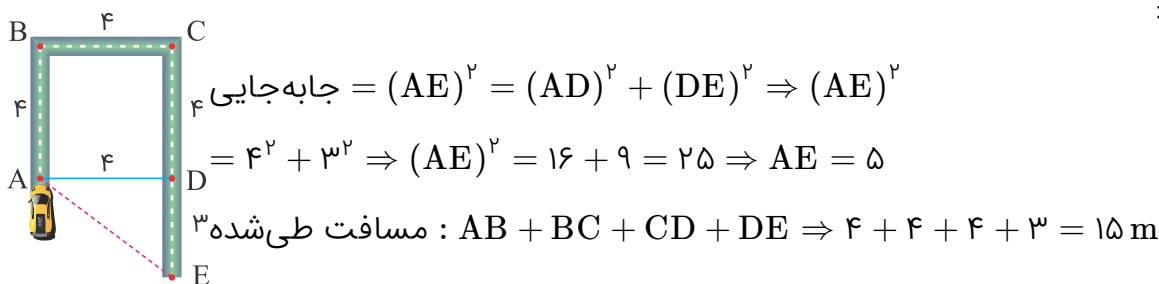 :
B ۴ C
جابه‌جایی = (AE)^۲ = (AD)^۲ + (DE)^۲ ⇒ (AE)^۲
۴ ۴
= ۴^۲ + ۳^۲ ⇒ (AE)^۲ = ۱۶ + ۹ = ۲۵ ⇒ AE = ۵
A ۴ D
مسافت طی‌شده : AB + BC + CD + DE ⇒ ۴ + ۴ + ۴ + ۳ = ۱۵ m
۳
E